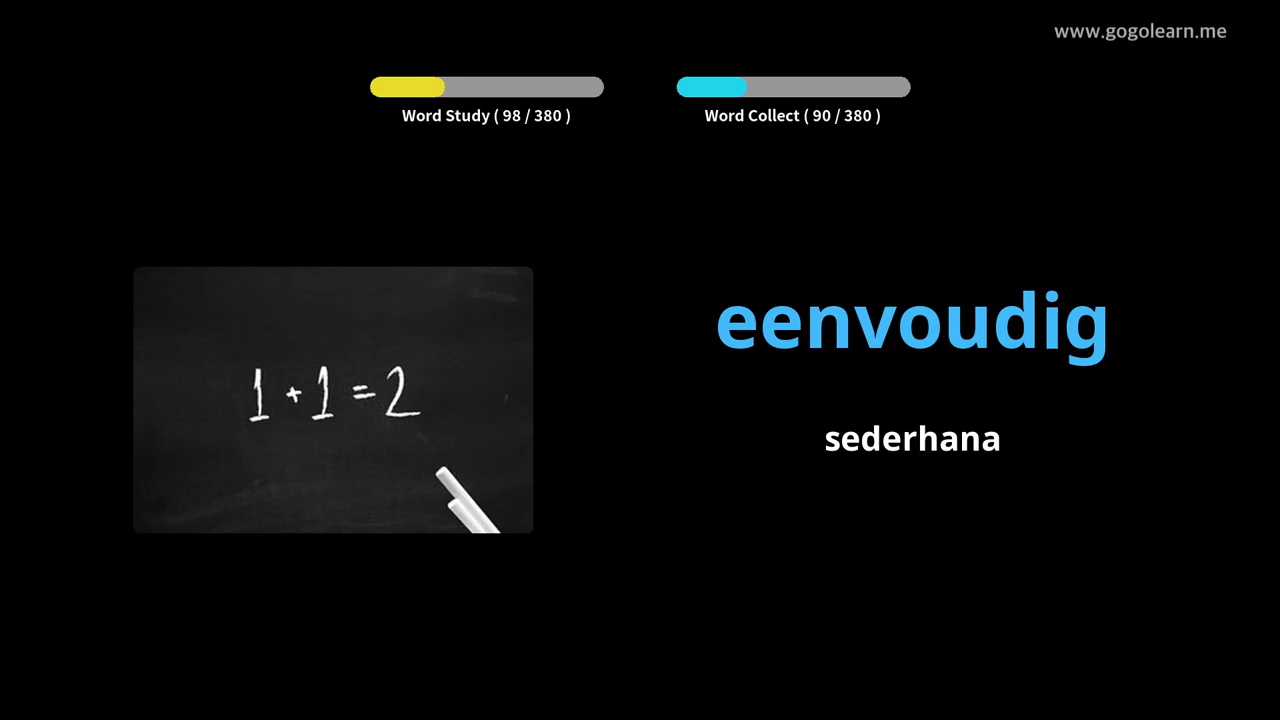 www.gogolearn.me
Word Study ( 98 / 380 )
Word Collect ( 90 / 380 )
1 + 1 = 2
eenvoudig
sederhana